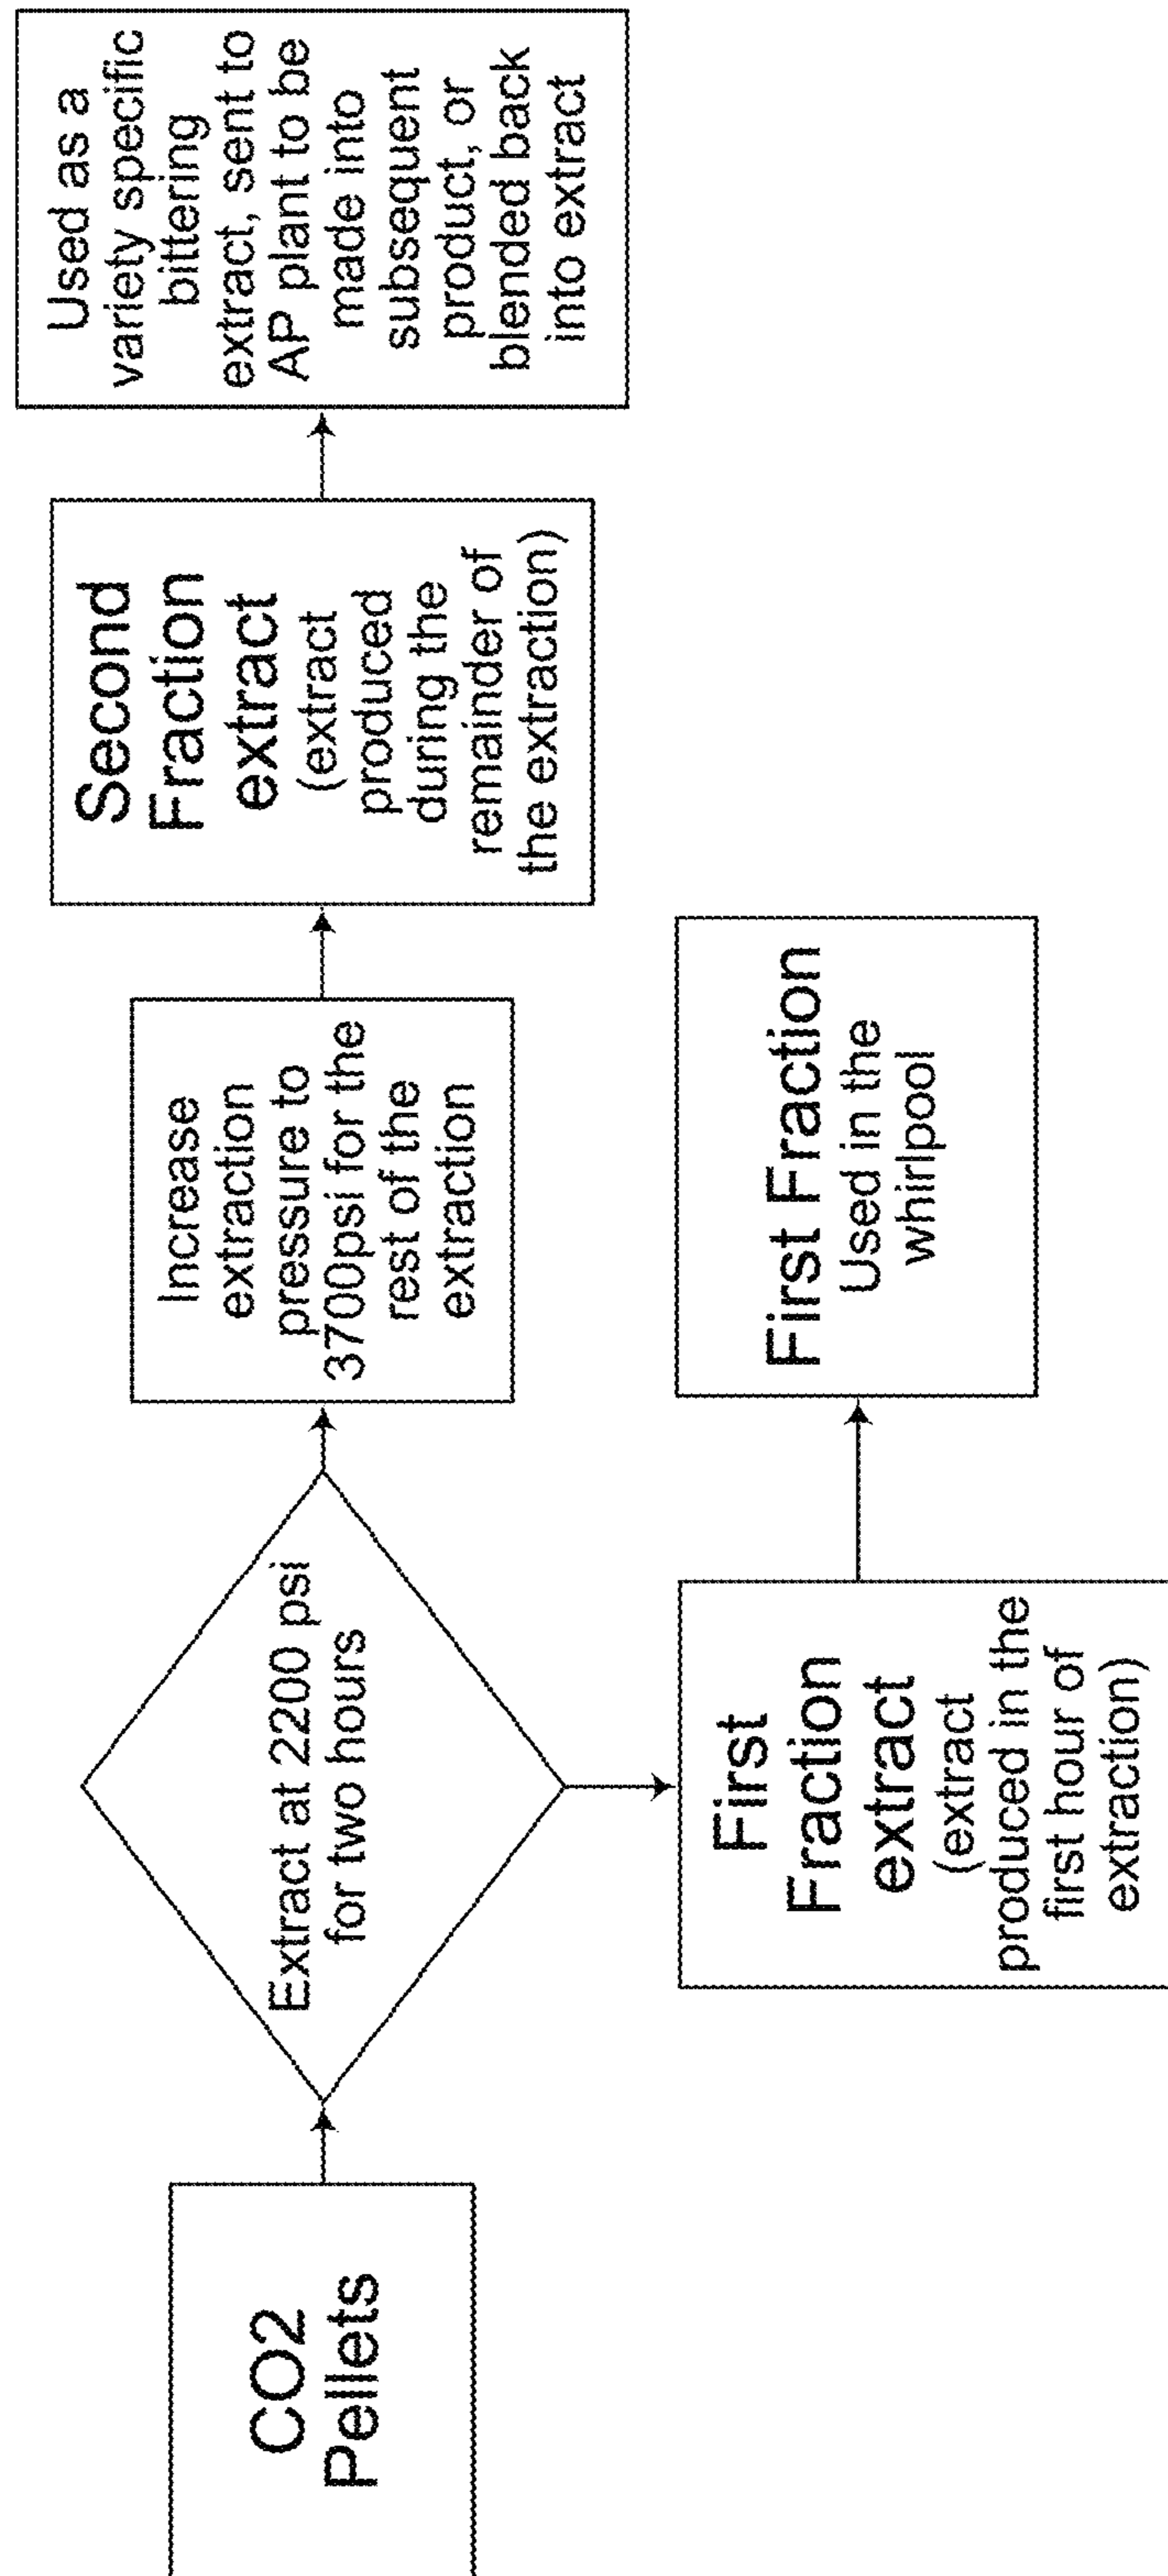 CO2
Pellets
Extract at 2200 psi
for two hours
Increase
extraction
pressure to
3700psi for the
rest of the
extraction
Second
Fraction
extract
(extract
produced
during the
remainder of
the extraction)
Used as a
variety specific
bittering
extract, sent to
AP plant to be
made into
subsequent
product, or
blended back
into extract
First
Fraction
extract
(extract
produced in the
first hour of
extraction)
First Fraction
Used in the
whirlpool